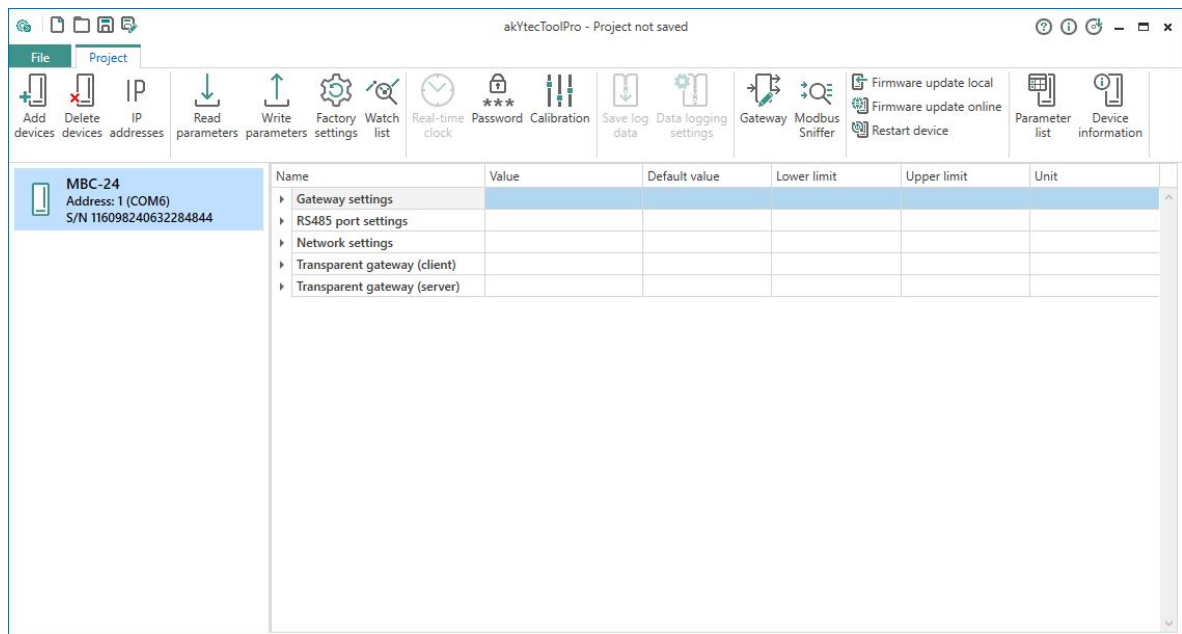 akYtecToolPro - Project not saved
File Project
Add devices
Delete devices
IP addresses
Read parameters
Write parameters
Factory settings
Watch list
Real-time clock
*** Password
Calibration
Save log data
Data logging settings
Gateway
Modbus Sniffer
Firmware update local
Firmware update online
Restart device
Parameter list
Device information
MBC-24
Address: 1 (COM6)
S/N 116098240632284844
Name Value Default value Lower limit Upper limit Unit
Gateway settings
RS485 port settings
Network settings
Transparent gateway (client)
Transparent gateway (server)